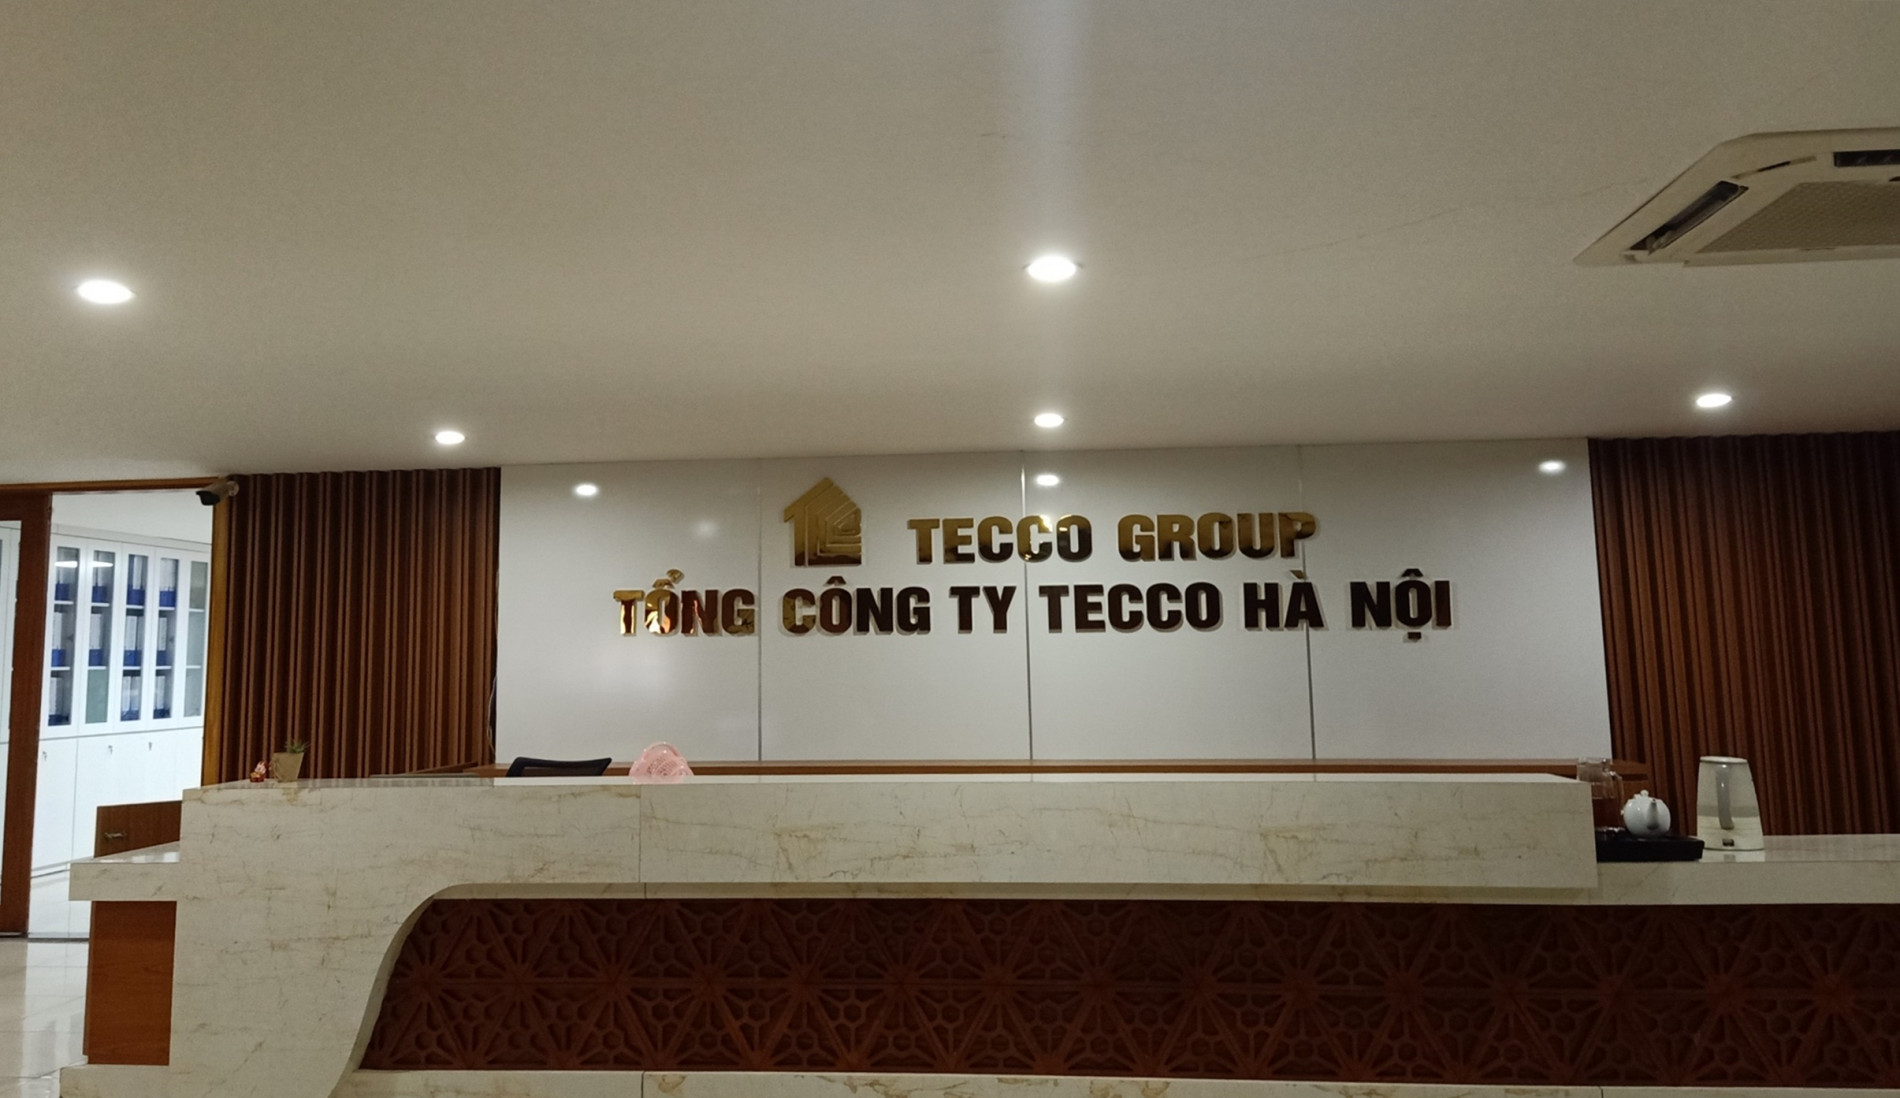 TECCO GROUP
TỔNG CÔNG TY TECCO HÀ NỘI